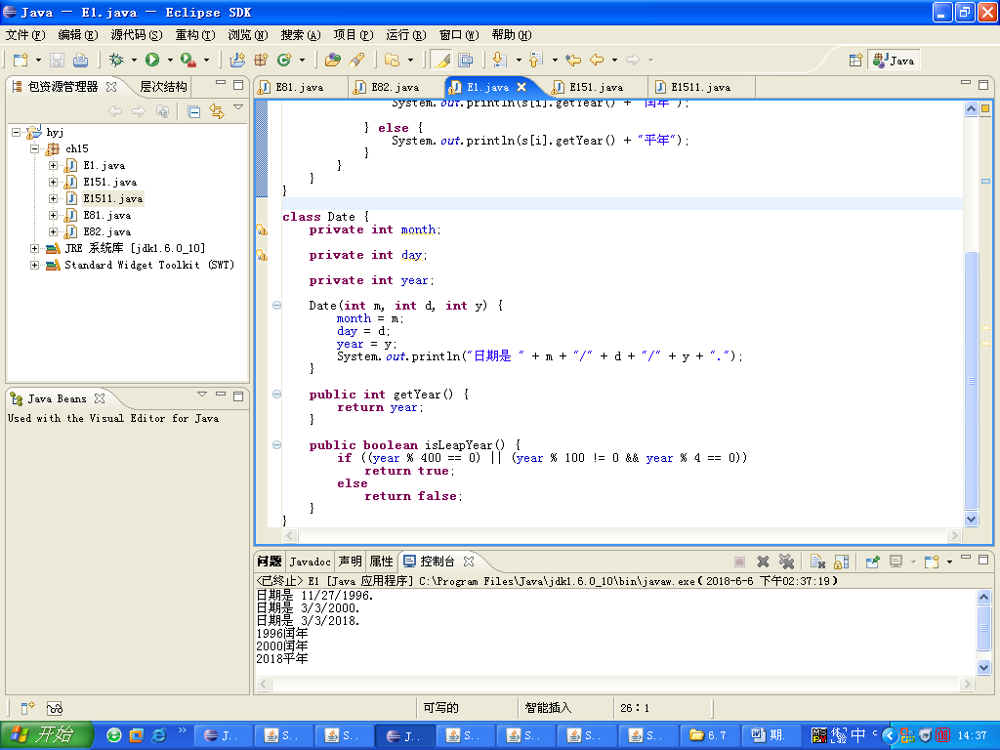 Java - E1.java - Eclipse SDK
文件(F) 编辑(E) 源代码(S) 重构(T) 浏览(N) 搜索(A) 项目(P) 运行(R) 窗口(W) 帮助(H)
Java
包资源管理器 层次结构
E81.java E82.java E1.java E151.java E1511.java
hyj
ch15
E1.java
E151.java
E1511.java
E81.java
E82.java
JRE 系统库 [jdk1.6.0_10]
Standard Widget Toolkit (SWT)
Java Beans
Used with the Visual Editor for Java
System.out.println(s[i].getYear() + "闰年");
} else {
System.out.println(s[i].getYear() + "平年");
}
}
}
}
class Date {
private int month;
private int day;
private int year;
Date(int m, int d, int y) {
month = m;
day = d;
year = y;
System.out.println("日期是 " + m + "/" + d + "/" + y + ".");
}
public int getYear() {
return year;
}
public boolean isLeapYear() {
if ((year % 400 == 0) || (year % 100 != 0 && year % 4 == 0))
return true;
else
return false;
}
}
问题 Javadoc 声明 属性 控制台
<已终止> E1 [Java 应用程序] C:\Program Files\Java\jdk1.6.0_10\bin\javaw.exe (2018-6-6 下午02:37:19)
日期是 11/27/1996.
日期是 3/3/2000.
日期是 3/3/2018.
1996闰年
2000闰年
2018平年
可写的 智能插入 26 : 1
开始 J.. S.. S.. J.. S.. S.. S.. S.. 6.7 期. 中 14:37